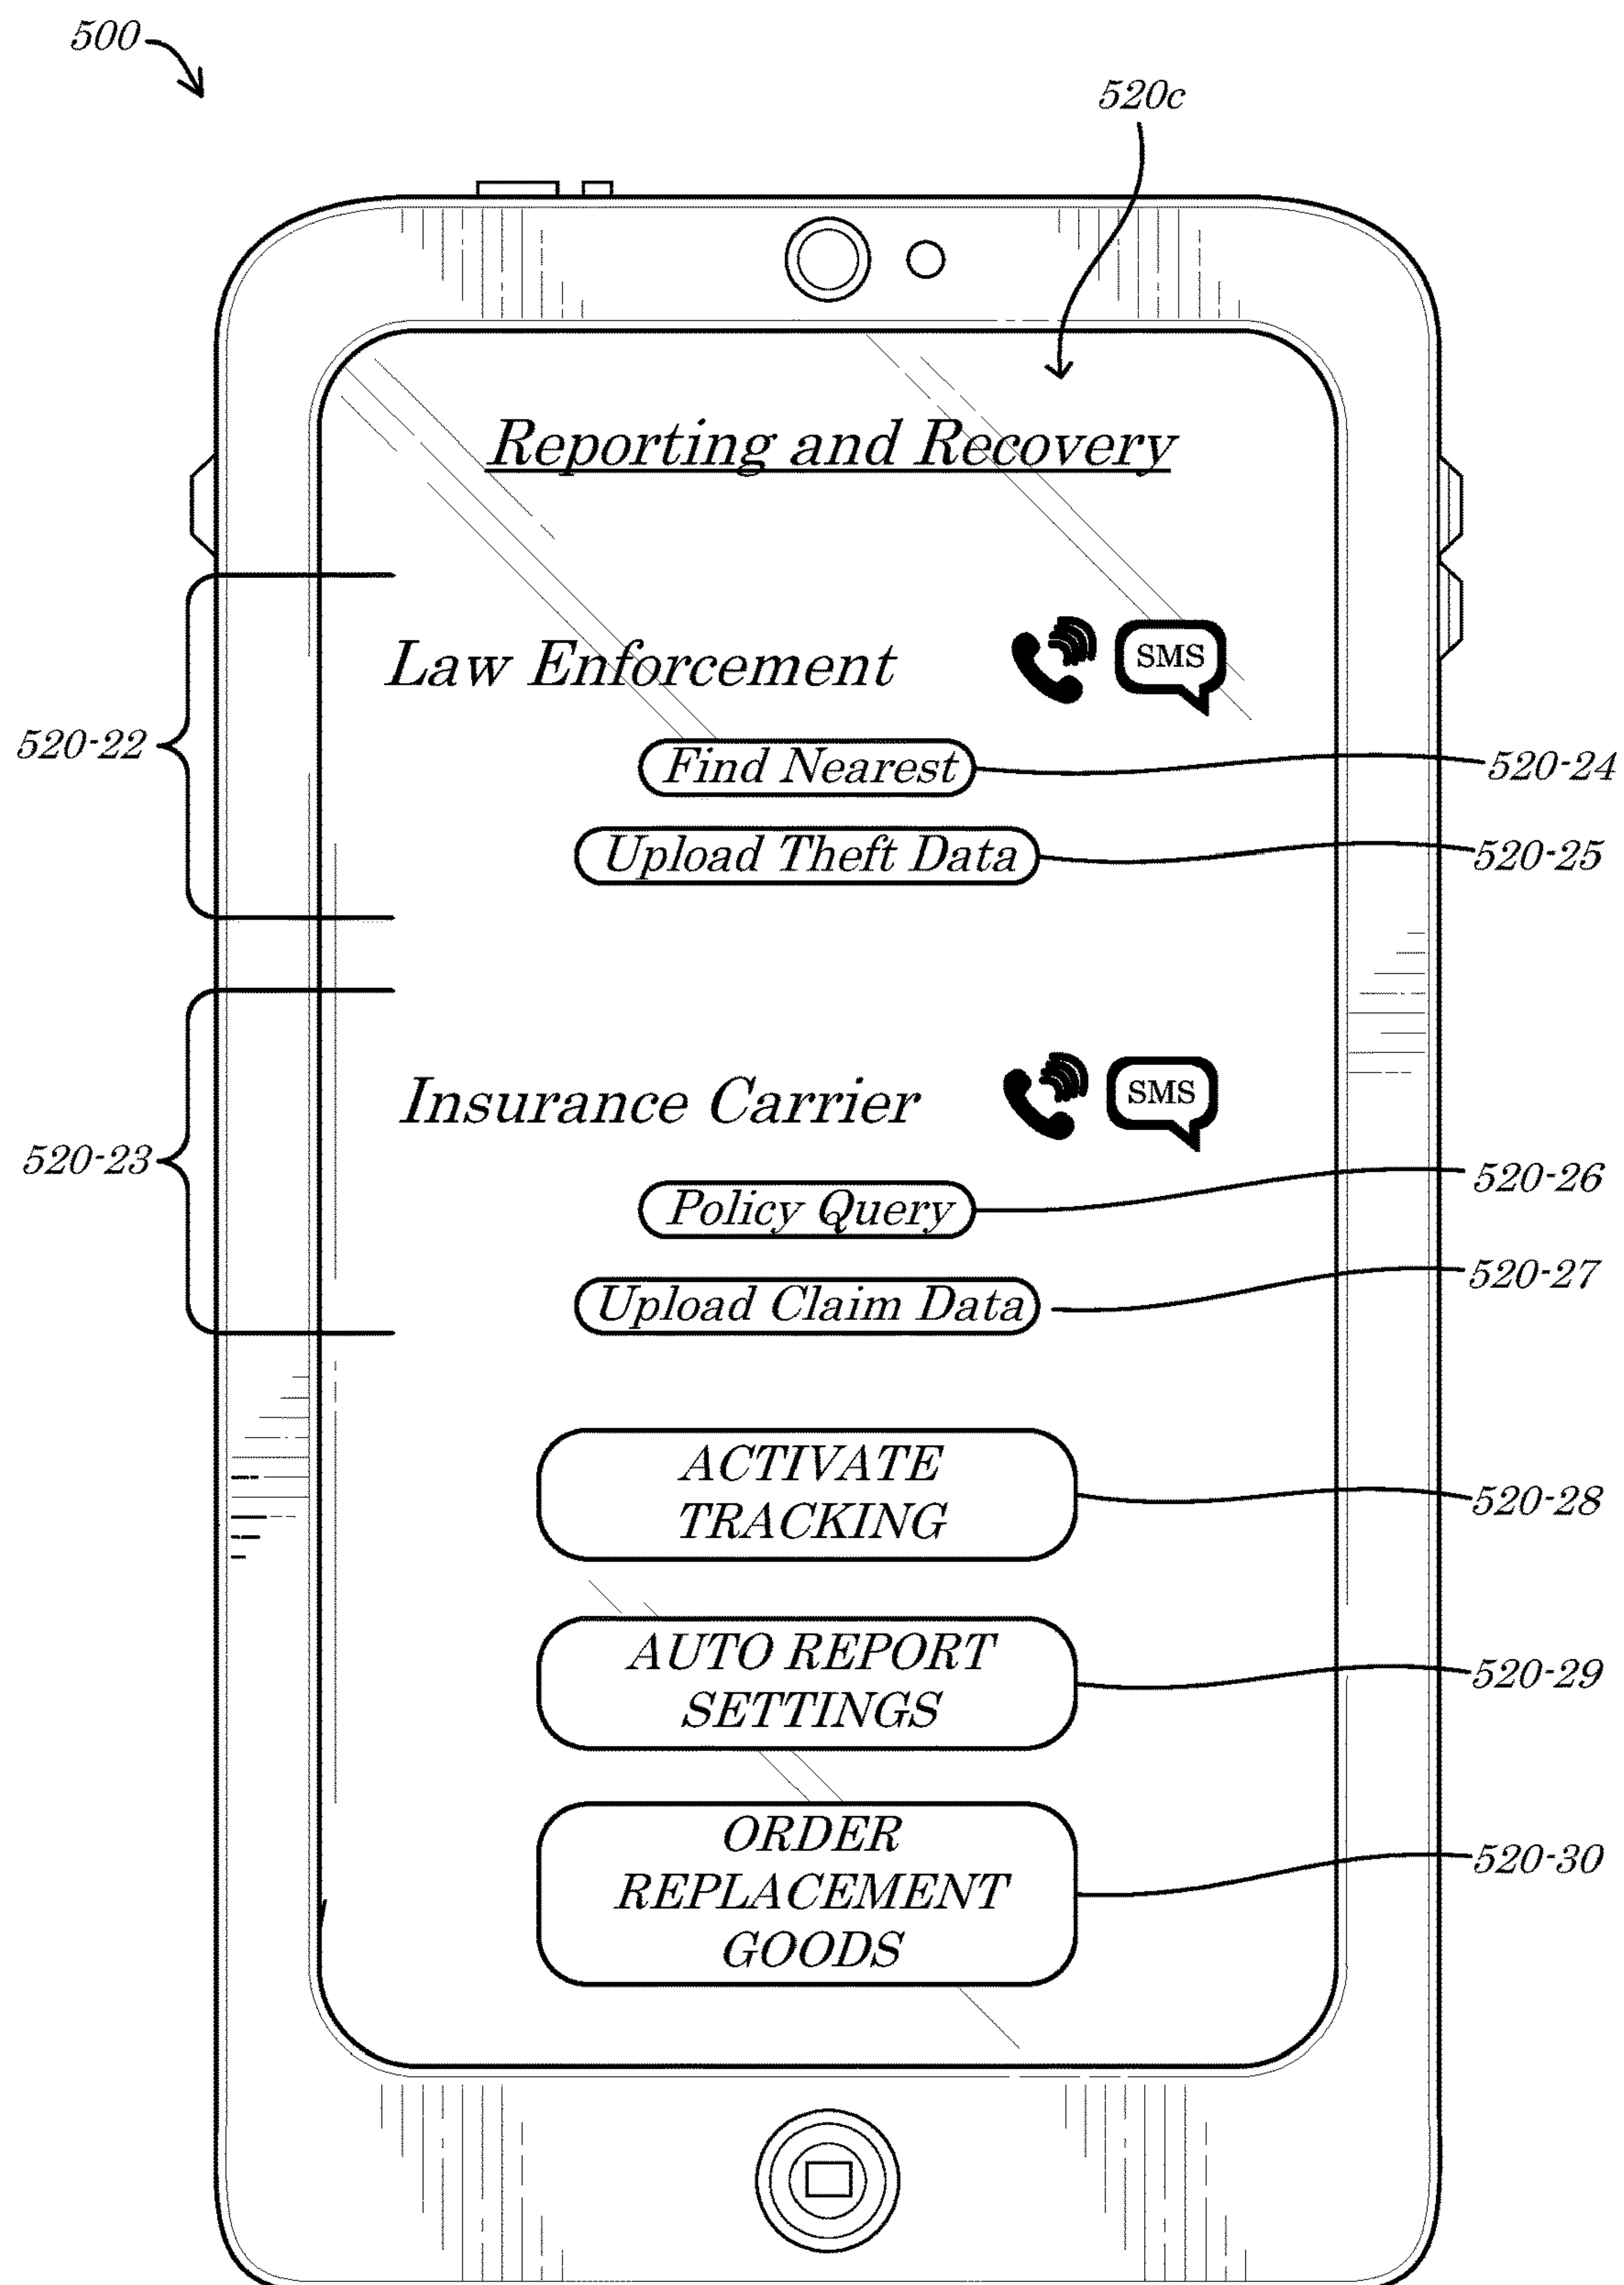 500
520c
Reporting and Recovery
Law Enforcement
SMS
520-22
Find Nearest
520-24
Upload Theft Data
520-25
Insurance Carrier
SMS
520-23
Policy Query
520-26
Upload Claim Data
520-27
ACTIVATE
TRACKING
520-28
AUTO REPORT
SETTINGS
520-29
ORDER
REPLACEMENT
GOODS
520-30